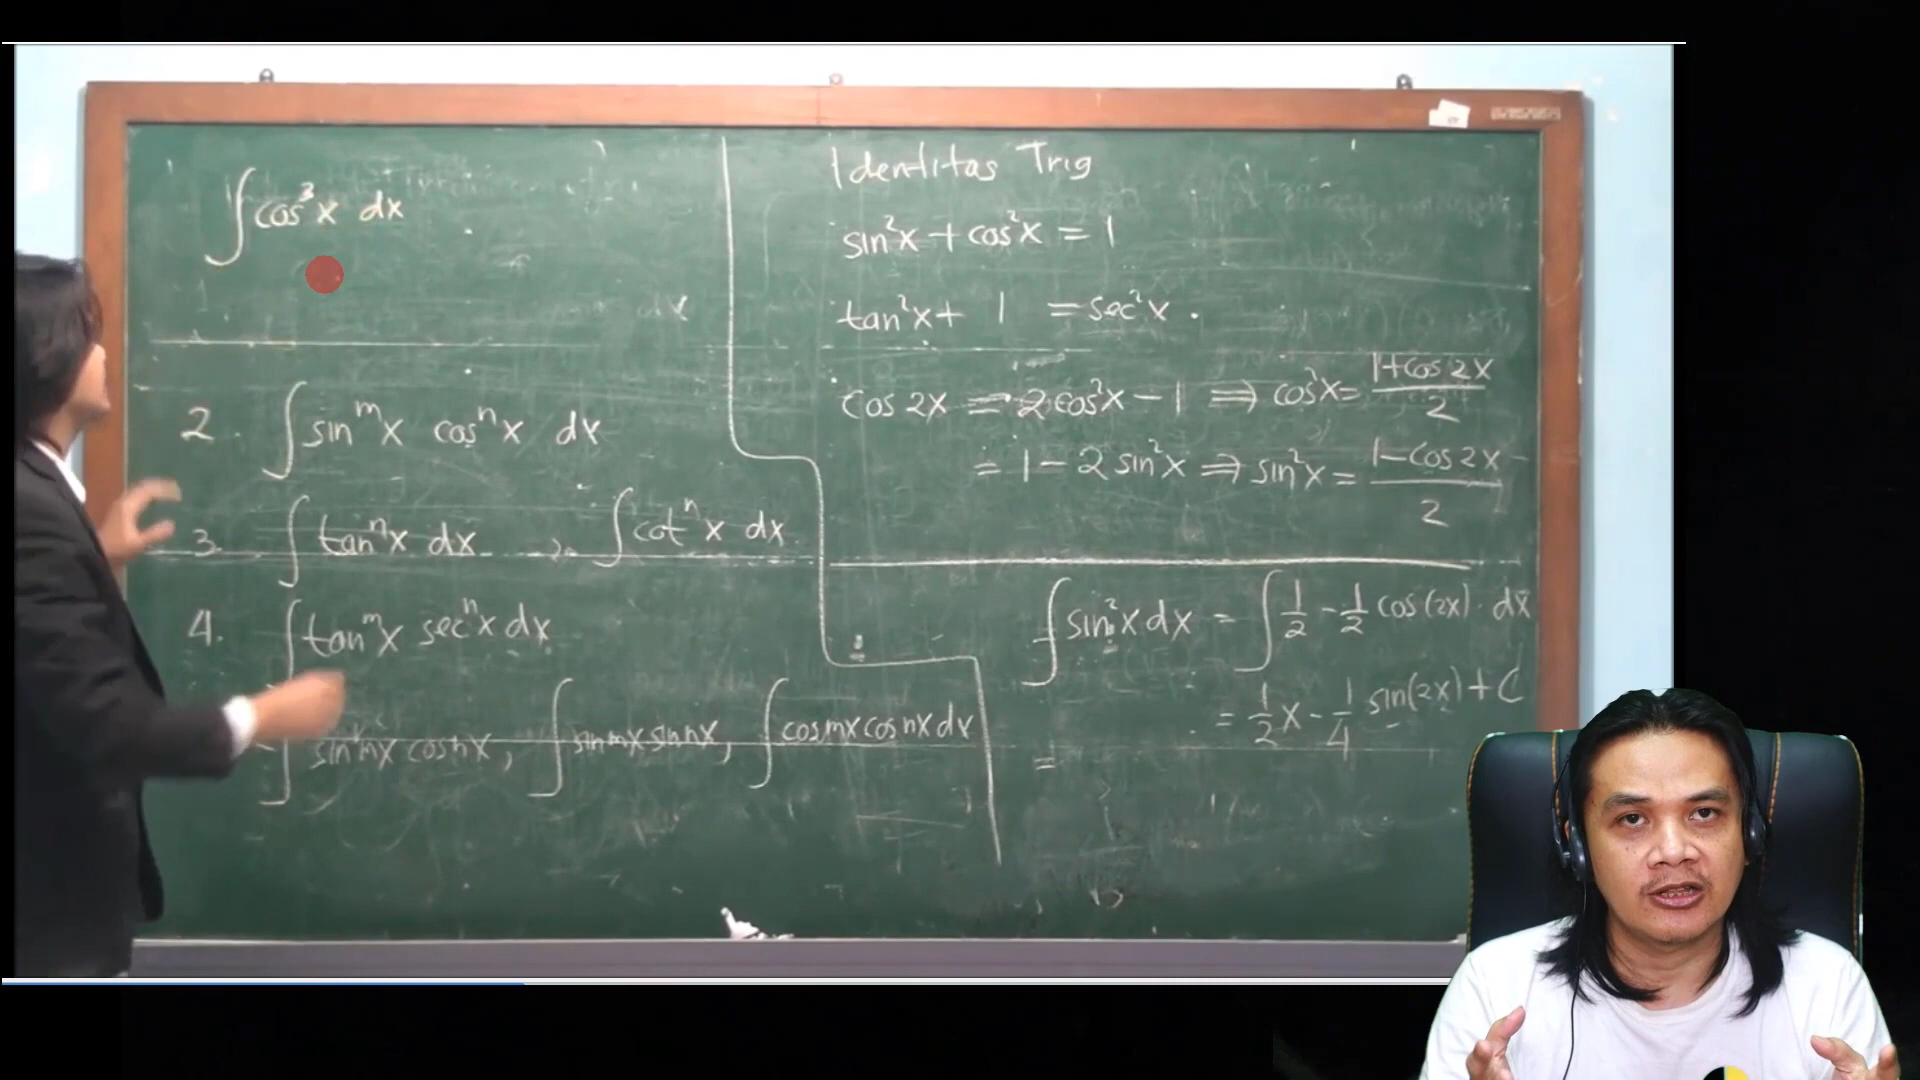 ∫cos³x dx
dx
2. ∫sinᵐx cosⁿx dx
3. ∫tanⁿx dx , ∫cotⁿx dx
4. ∫tanᵐx secⁿx dx
∫sin mx cos nx, ∫sin mx sin nx, ∫cos mx cos nx dx
Identitas Trig
sin²x + cos²x = 1
tan²x + 1 = sec²x.
cos 2x = 2cos²x − 1 ⇒ cos²x = (1+cos 2x)/2
= 1 − 2 sin²x ⇒ sin²x = (1−cos 2x)/2
∫sin²x dx = ∫1/2 − 1/2 cos(2x). dx
= 1/2 x − 1/4 sin(2x) + C
=